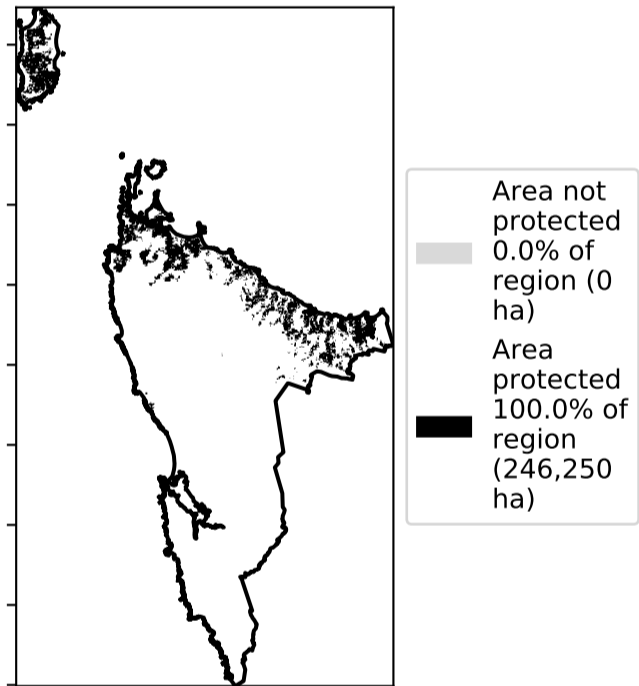 Area not
protected
0.0% of
region (0
ha)
Area
protected
100.0% of
region
(246,250
ha)